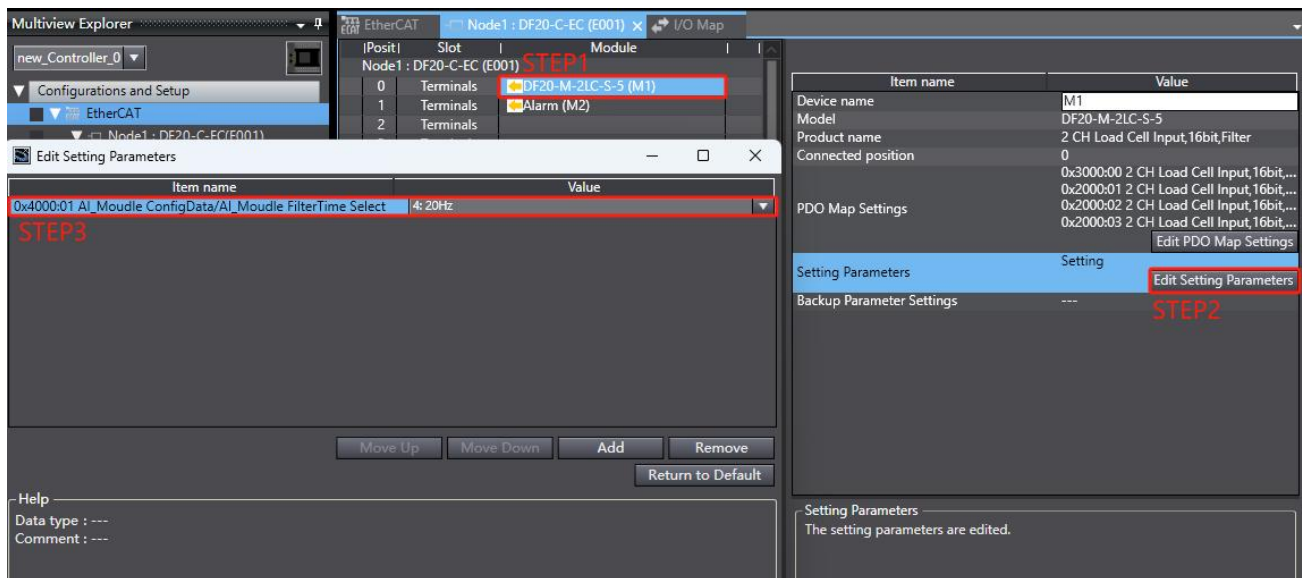 Multiview Explorer
EtherCAT
Node1 : DF20-C-EC (E001)
I/O Map
new_Controller_0
Configurations and Setup
EtherCAT
Node1 : DF20-C-EC(E001)
|Posit| Slot | Module | |
Node1 : DF20-C-EC (E001)
STEP1
0 Terminals DF20-M-2LC-S-5 (M1)
1 Terminals Alarm (M2)
2 Terminals
Edit Setting Parameters
Item name Value
0x4000:01 AI_Moudle ConfigData/AI_Moudle FilterTime Select 4: 20Hz
STEP3
Move Up Move Down Add Remove
Return to Default
Help
Data type : ---
Comment : ---
Item name Value
Device name M1
Model DF20-M-2LC-S-5
Product name 2 CH Load Cell Input,16bit,Filter
Connected position 0
PDO Map Settings
0x3000:00 2 CH Load Cell Input,16bit,...
0x2000:01 2 CH Load Cell Input,16bit,...
0x2000:02 2 CH Load Cell Input,16bit,...
0x2000:03 2 CH Load Cell Input,16bit,...
Edit PDO Map Settings
Setting Parameters Setting
Edit Setting Parameters
Backup Parameter Settings ---
STEP2
Setting Parameters
The setting parameters are edited.